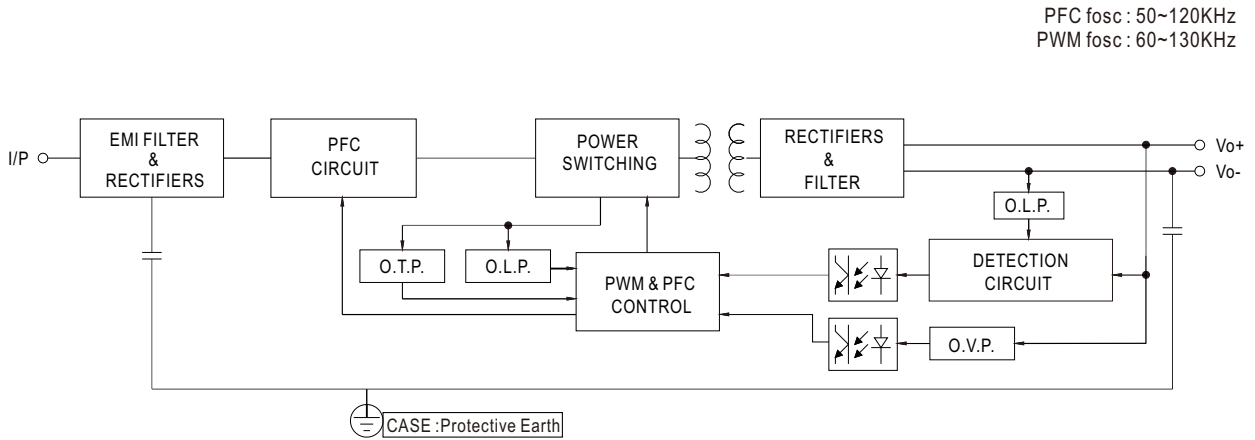 PFC fosc : 50~120KHz
PWM fosc : 60~130KHz
I/P
EMI FILTER
&
RECTIFIERS
PFC
CIRCUIT
POWER
SWITCHING
RECTIFIERS
&
FILTER
Vo+
Vo-
O.L.P.
O.T.P.
O.L.P.
PWM & PFC
CONTROL
DETECTION
CIRCUIT
O.V.P.
CASE : Protective Earth